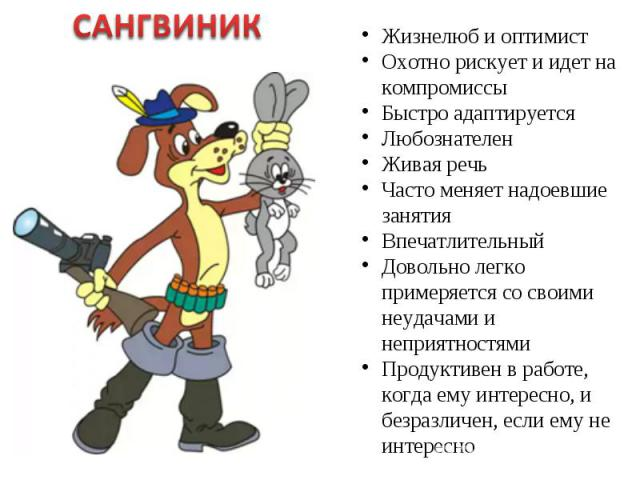 САНГВИНИК
• Жизнелюб и оптимист
• Охотно рискует и идет на
компромиссы
• Быстро адаптируется
• Любознателен
• Живая речь
• Часто меняет надоевшие
занятия
• Впечатлительный
• Довольно легко
примеряется со своими
неудачами и
неприятностями
• Продуктивен в работе,
когда ему интересно, и
безразличен, если ему не
интересно